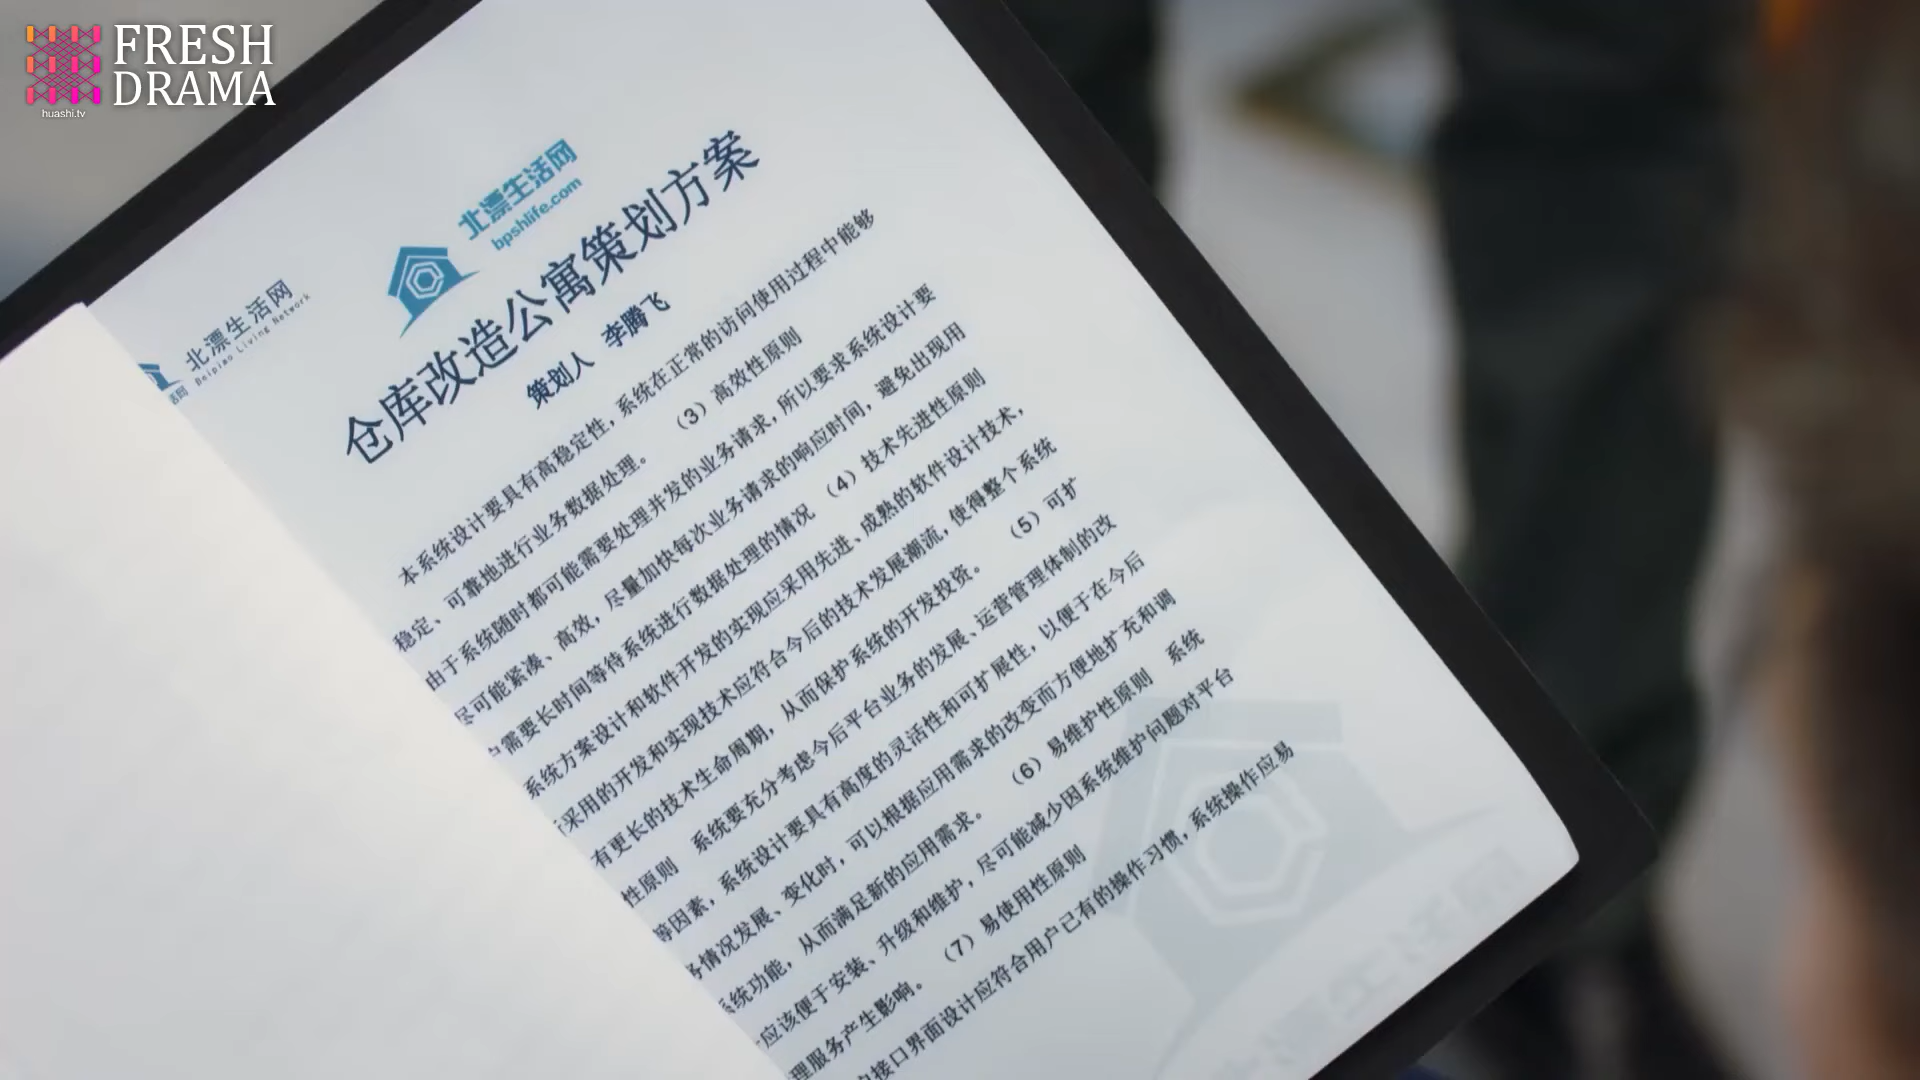 FRESH
DRAMA
huashi.tv
北漂生活网
Beipiao Living Network
活网
北漂生活网
bpshlife.com
仓库改造公寓策划方案
策划人 李腾飞
本系统设计要具有高稳定性，系统在正常的访问使用过程中能够
稳定、可靠地进行业务数据处理。 （3）高效性原则
由于系统随时都可能需要处理并发的业务请求，所以要求系统设计要
尽可能紧凑、高效，尽量加快每次业务请求的响应时间，避免出现用
需要长时间等待系统进行数据处理的情况 （4）技术先进性原则
系统方案设计和软件开发的实现应采用先进、成熟的软件设计技术，
采用的开发和实现技术应符合今后的技术发展潮流，使得整个系统
有更长的技术生命周期，从而保护系统的开发投资。 （5）可扩
性原则 系统要充分考虑今后平台业务的发展、运营管理体制的改
等因素，系统设计要具有高度的灵活性和可扩展性，以便于在今后
务情况发展、变化时，可以根据应用需求的改变而方便地扩充和调
系统功能，从而满足新的应用需求。 （6）易维护性原则 系统
应该便于安装、升级和维护，尽可能减少因系统维护问题对平台
理服务产生影响。 （7）易使用性原则
接口界面设计应符合用户已有的操作习惯，系统操作应易